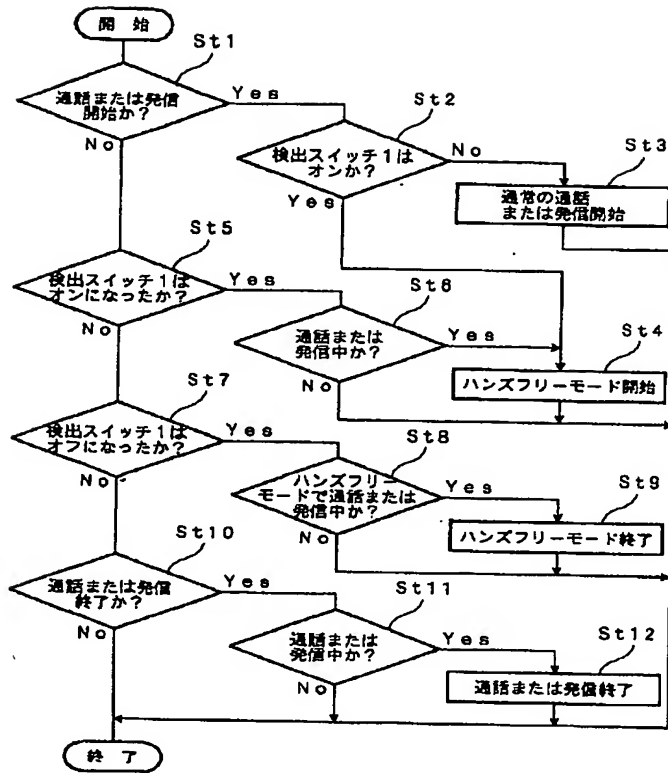 開始
St1
通話または発信
開始か?
Yes
No
St2
検出スイッチ1は
オンか?
No
Yes
St3
通常の通話
または発信開始
St5
検出スイッチ1は
オンになったか?
Yes
No
St6
通話または
発信中か?
Yes
No
St4
ハンズフリーモード開始
St7
検出スイッチ1は
オフになったか?
Yes
No
St8
ハンズフリー
モードで通話または
発信中か?
Yes
No
St9
ハンズフリーモード終了
St10
通話または発信
終了か?
Yes
No
St11
通話または
発信中か?
Yes
No
St12
通話または発信終了
終了